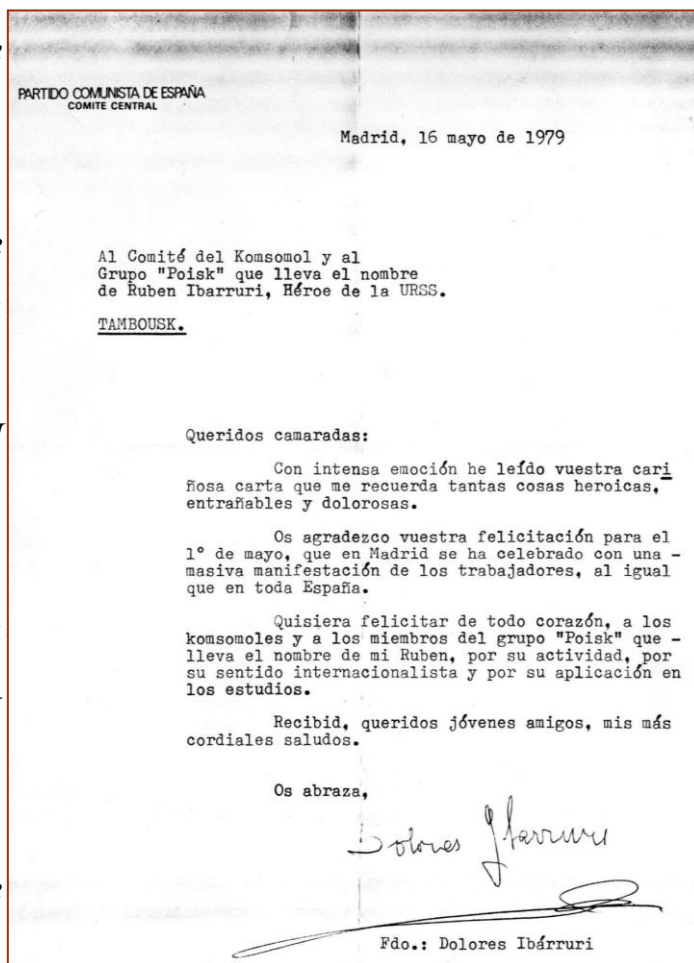 PARTIDO COMUNISTA DE ESPAÑA
COMITE CENTRAL
Madrid, 16 mayo de 1979
Al Comité del Komsomol y al
Grupo "Poisk" que lleva el nombre
de Ruben Ibarruri, Héroe de la URSS.
TAMBOUSK.
Queridos camaradas:
Con intensa emoción he leído vuestra cari
ñosa carta que me recuerda tantas cosas heroicas,
entrañables y dolorosas.
Os agradezco vuestra felicitación para el
1º de mayo, que en Madrid se ha celebrado con una -
masiva manifestación de los trabajadores, al igual
que en toda España.
Quisiera felicitar de todo corazón, a los
komsomoles y a los miembros del grupo "Poisk" que -
lleva el nombre de mi Ruben, por su actividad, por
su sentido internacionalista y por su aplicación en
los estudios.
Recibid, queridos jóvenes amigos, mis más
cordiales saludos.
Os abraza,
Dolores Ibarruri
Fdo.: Dolores Ibárruri